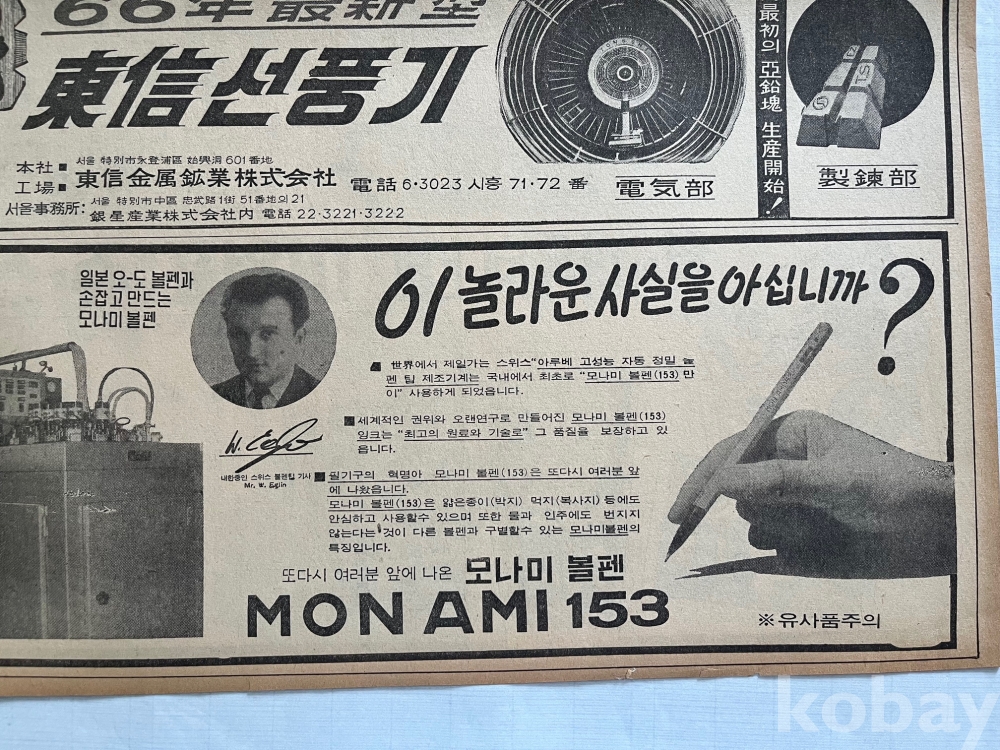 66年 最新型
東信선풍기
本社 서울 特別市永登浦區 始興洞 601番地
工場 東信金属鉱業株式会社 電話 6·3023 시흥 71·72 番
서울事務所: 서울 特別市中區 忠武路1街 51番地의 21
銀星産業株式会社内 電話 22·3221·3222
電気部
最初의 亞鉛塊 生産開始!
TS
製鍊部
일본 오-도 볼펜과
손잡고 만드는
모나미 볼펜
이 놀라운 사실을 아십니까?
世界에서 제일가는 스위스"아루베 고성능 자동 정밀 볼
펜 팁 제조기계는 국내에서 최초로 "모나미 볼펜(153)만
이" 사용하게 되었읍니다.
세계적인 권위와 오랜연구로 만들어진 모나미 볼펜(153)
잉크는 "최고의 원료와 기술로" 그 품질을 보장하고 있
읍니다.
W. Eglin
내한중인 스위스 볼펜팁 기사
Mr. W. Eglin
필기구의 혁명아 모나미 볼펜(153)은 또다시 여러분 앞
에 나왔읍니다.
모나미 볼펜(153)은 얇은종이(박지) 먹지(복사지) 등에도
안심하고 사용할수 있으며 또한 물과 인주에도 번지지
않는다는 것이 다른 볼펜과 구별할수 있는 모나미볼펜의
특징입니다.
또다시 여러분 앞에 나온 모나미 볼펜
MON AMI 153
※유사품주의
kobay